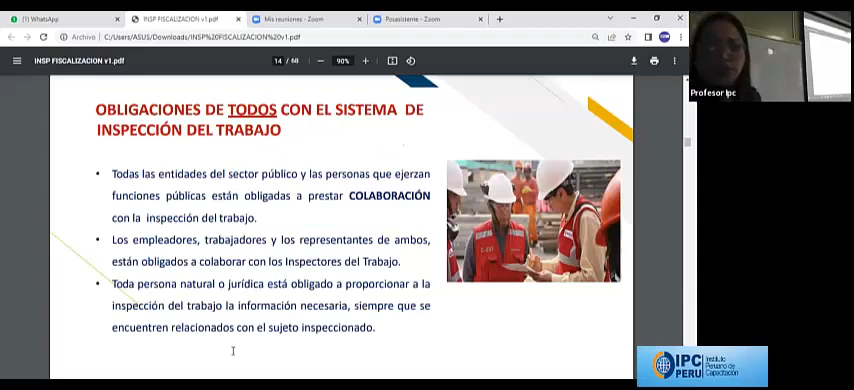 (1) WhatsApp
INSP FISCALIZACION v1.pdf
Mis reuniones - Zoom
Posasistente - Zoom
Archivo
C:/Users/ASUS/Downloads/INSP%20FISCALIZACION%20v1.pdf
INSP FISCALIZACION v1.pdf
14 / 68
90%
Profesor Ipc
OBLIGACIONES DE TODOS CON EL SISTEMA DE
INSPECCIÓN DEL TRABAJO
• Todas las entidades del sector público y las personas que ejerzan
funciones públicas están obligadas a prestar COLABORACIÓN
con la inspección del trabajo.
• Los empleadores, trabajadores y los representantes de ambos,
están obligados a colaborar con los Inspectores del Trabajo.
• Toda persona natural o jurídica está obligado a proporcionar a la
inspección del trabajo la información necesaria, siempre que se
encuentren relacionados con el sujeto inspeccionado.
IPC
PERU
Instituto
Peruano de
Capacitación